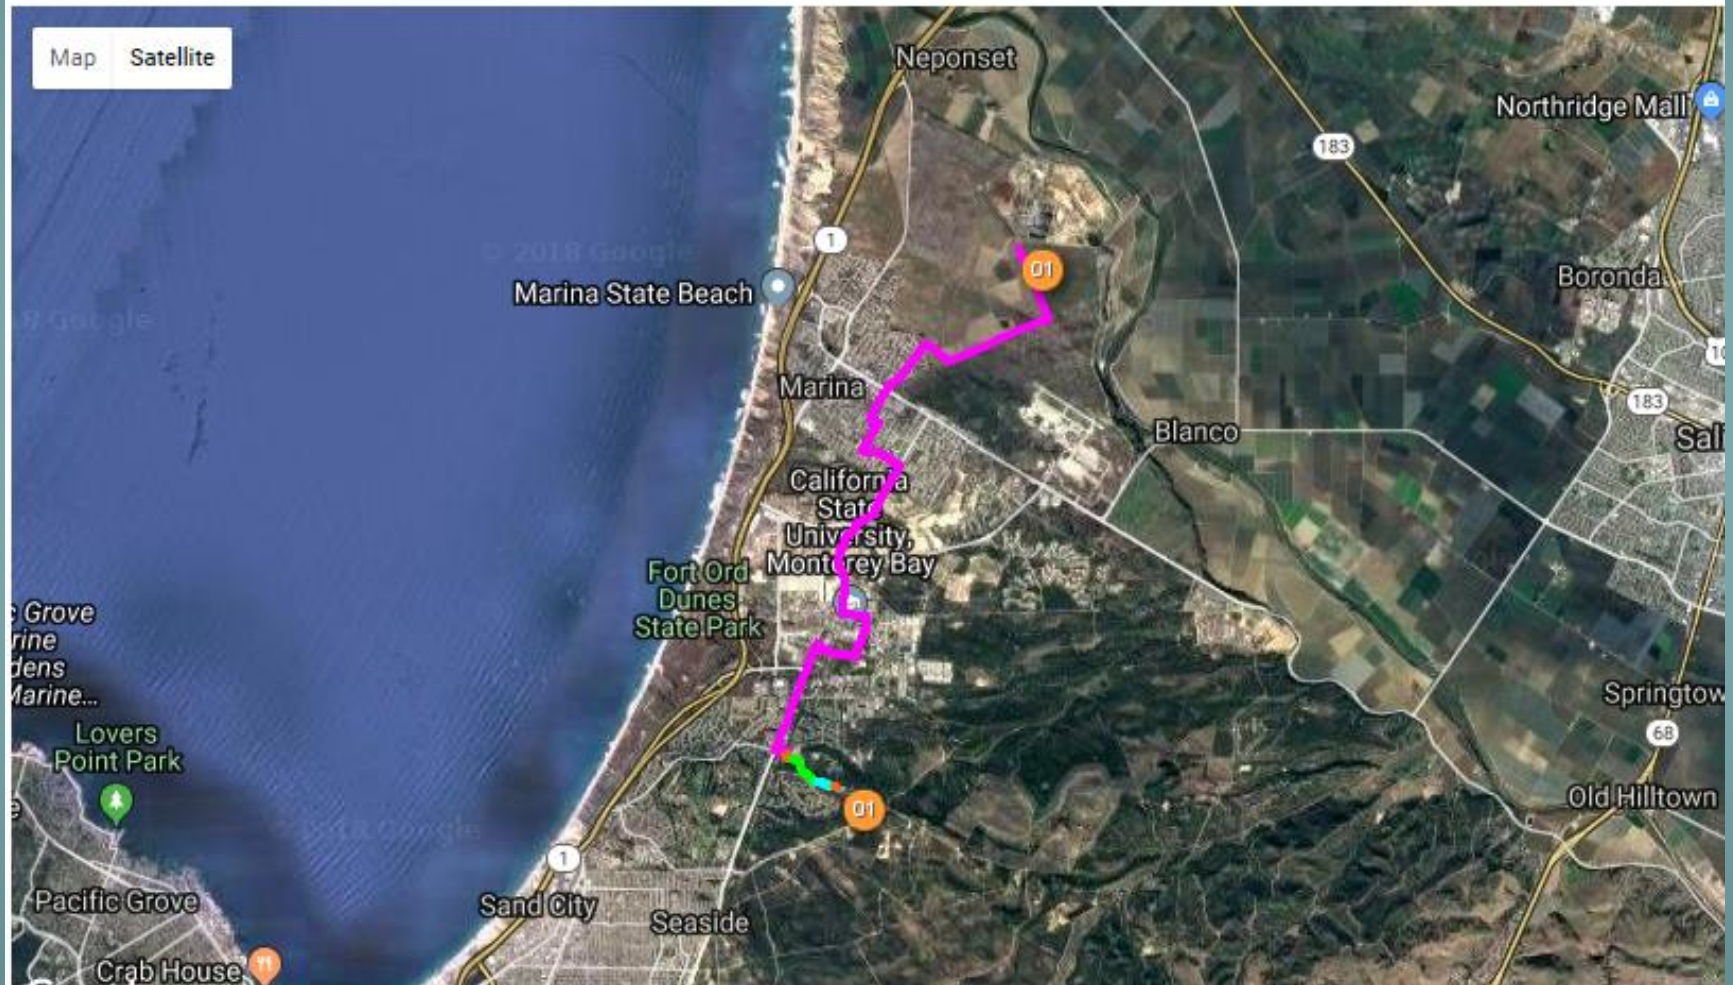 Map
Satellite
Neponset
Northridge Mall
183
1
© 2018 Google
01
Boronda
Marina State Beach
Marina
183
Blanco
California
State
University,
Monterey Bay
Fort Ord
Dunes
State Park
Grove
Springtow
68
Lovers
Point Park
Old Hilltown
01
1
Pacific Grove
Sand City
Seaside
Crab House